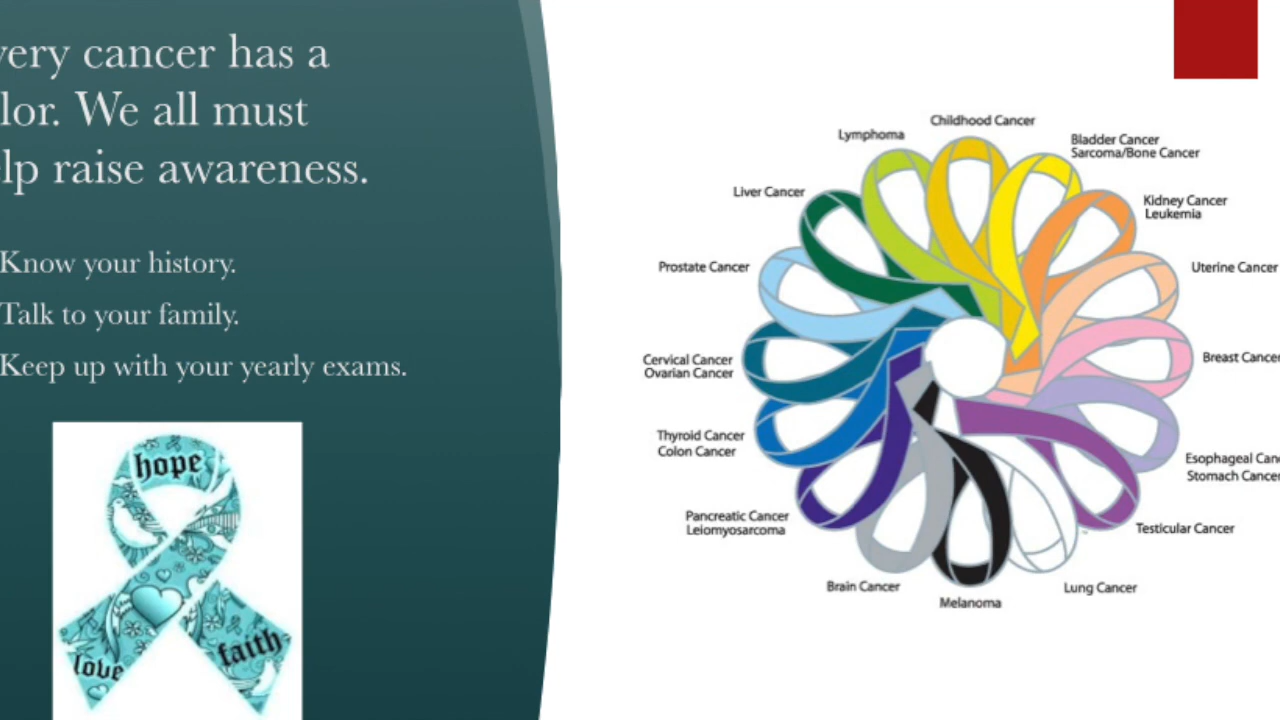 very cancer has a
lor. We all must
lp raise awareness.
Know your history.
Talk to your family.
Keep up with your yearly exams.
hope
love
faith
Childhood Cancer
Lymphoma
Bladder Cancer
Sarcoma/Bone Cancer
Liver Cancer
Kidney Cancer
Leukemia
Prostate Cancer
Uterine Cancer
Cervical Cancer
Ovarian Cancer
Breast Cancer
Thyroid Cancer
Colon Cancer
Esophageal Canc
Stomach Cancer
Pancreatic Cancer
Leiomyosarcoma
Testicular Cancer
Brain Cancer
Melanoma
Lung Cancer